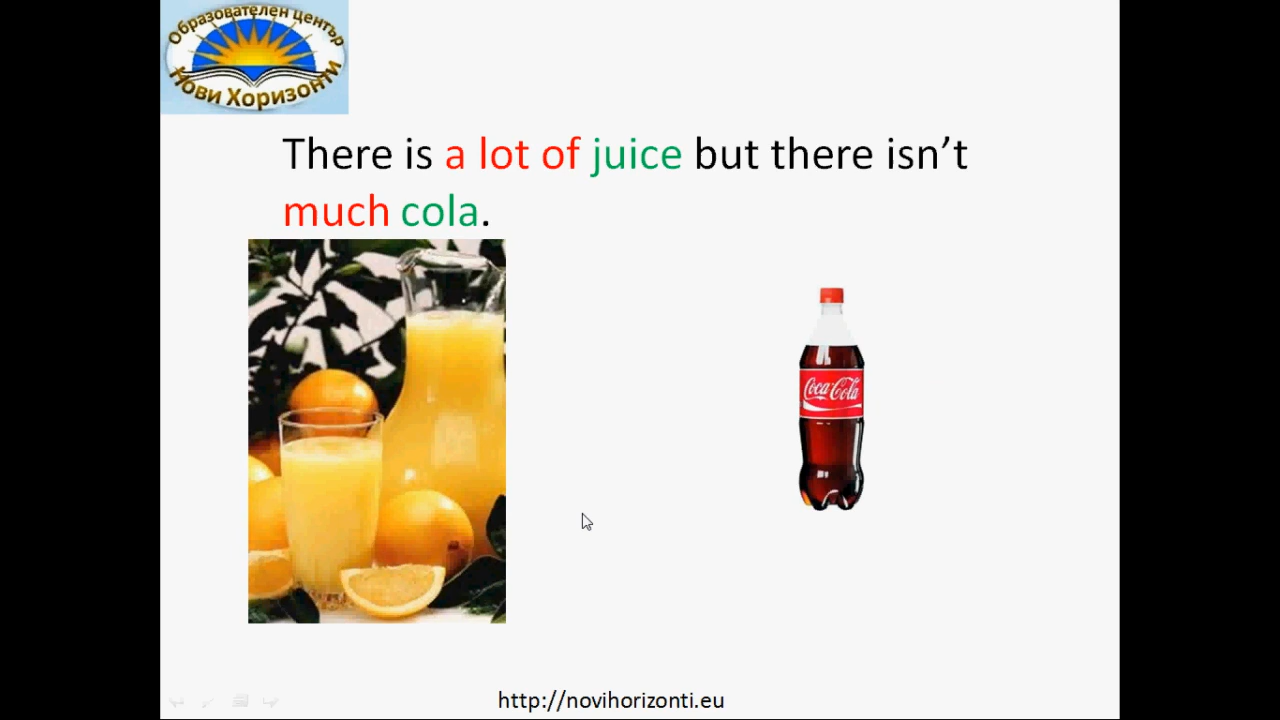 Образователен център
Нови Хоризонти
There is a lot of juice but there isn’t
much cola.
Coca-Cola
http://novihorizonti.eu